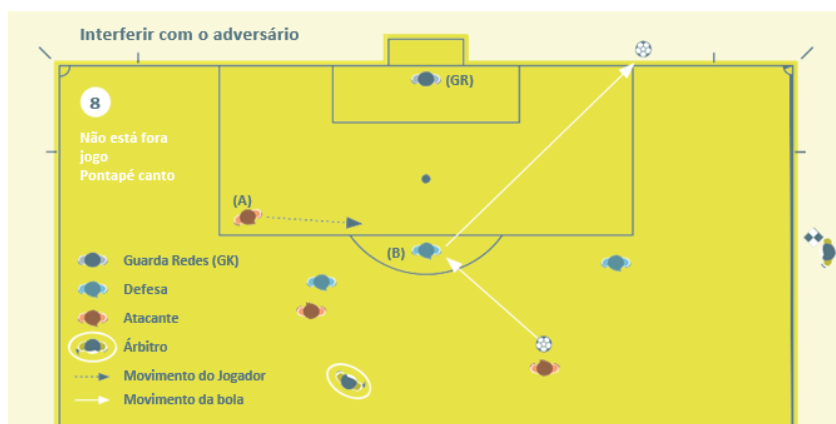 Interferir com o adversário
(GR)
8
Não está fora
jogo
Pontapé canto
(A)
(B)
Guarda Redes (GK)
Defesa
Atacante
Árbitro
Movimento do Jogador
Movimento da bola